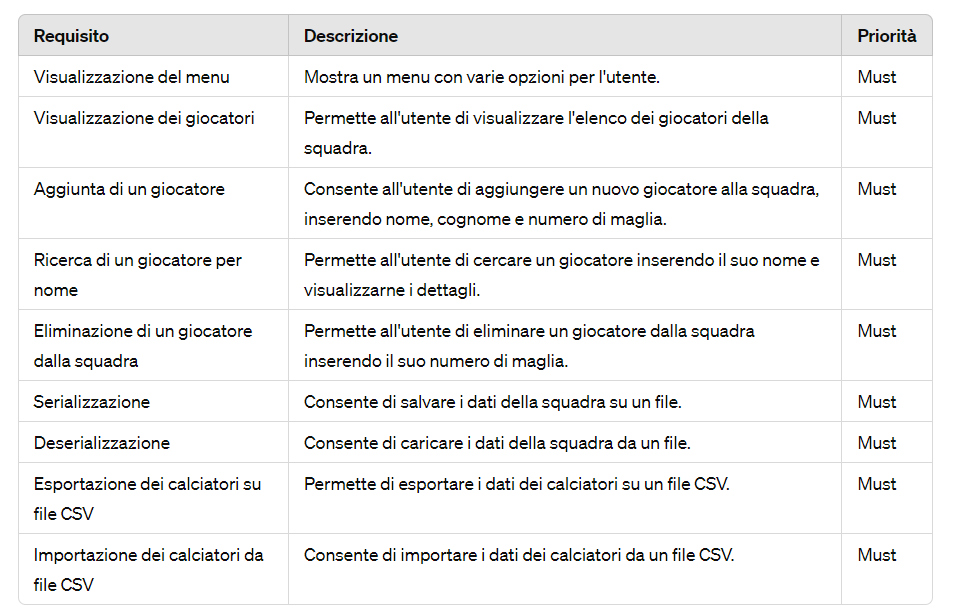 Requisito Descrizione Priorità
Visualizzazione del menu Mostra un menu con varie opzioni per l'utente. Must
Visualizzazione dei giocatori Permette all'utente di visualizzare l'elenco dei giocatori della Must
squadra.
Aggiunta di un giocatore Consente all'utente di aggiungere un nuovo giocatore alla squadra, Must
inserendo nome, cognome e numero di maglia.
Ricerca di un giocatore per Permette all'utente di cercare un giocatore inserendo il suo nome e Must
nome visualizzarne i dettagli.
Eliminazione di un giocatore Permette all'utente di eliminare un giocatore dalla squadra Must
dalla squadra inserendo il suo numero di maglia.
Serializzazione Consente di salvare i dati della squadra su un file. Must
Deserializzazione Consente di caricare i dati della squadra da un file. Must
Esportazione dei calciatori su Permette di esportare i dati dei calciatori su un file CSV. Must
file CSV
Importazione dei calciatori da Consente di importare i dati dei calciatori da un file CSV. Must
file CSV